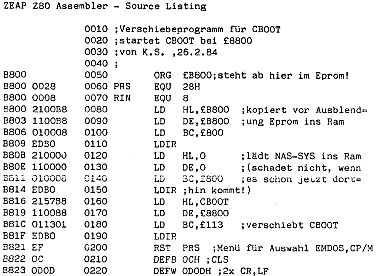 ZEAP Z80 Assembler - Source Listing
0010 ;Verschiebeprogramm für CBOOT
0020 ;startet CBOOT bei £8800
0030 ;von K.S. ,26.2.84
0040 ;
B800 0050 ORG £B800;steht ab hier im Eprom!
B800 0028 0060 PRS EQU 28H
B800 0008 0070 RIN EQU 8
B800 2100B8 0080 LD HL,£B800 ;kopiert vor Ausblend=
B803 1100B8 0090 LD DE,£B800 ;ung Eprom ins Ram
B806 010008 0100 LD BC,£800
B809 EDB0 0110 LDIR
B80B 210000 0120 LD HL,0 ;lädt NAS-SYS ins Ram
B80E 110000 0130 LD DE,0 ;(schadet nicht, wenn
B811 010008 0140 LD BC,£800 ;es schon jetzt dort=
B814 EDB0 0150 LDIR ;hin kommt!)
B816 2157B8 0160 LD HL,CBOOT
B819 110088 0170 LD DE,£8800
B81C 011301 0180 LD BC,£113 ;verschiebt CBOOT
B81F EDB0 0190 LDIR
B821 EF 0200 RST PRS ;Menü für Auswahl EMDOS,CP/M
B822 0C 0210 DEFB 0CH ;CLS
B823 0D0D 0220 DEFW 0D0DH ;2x CR,LF